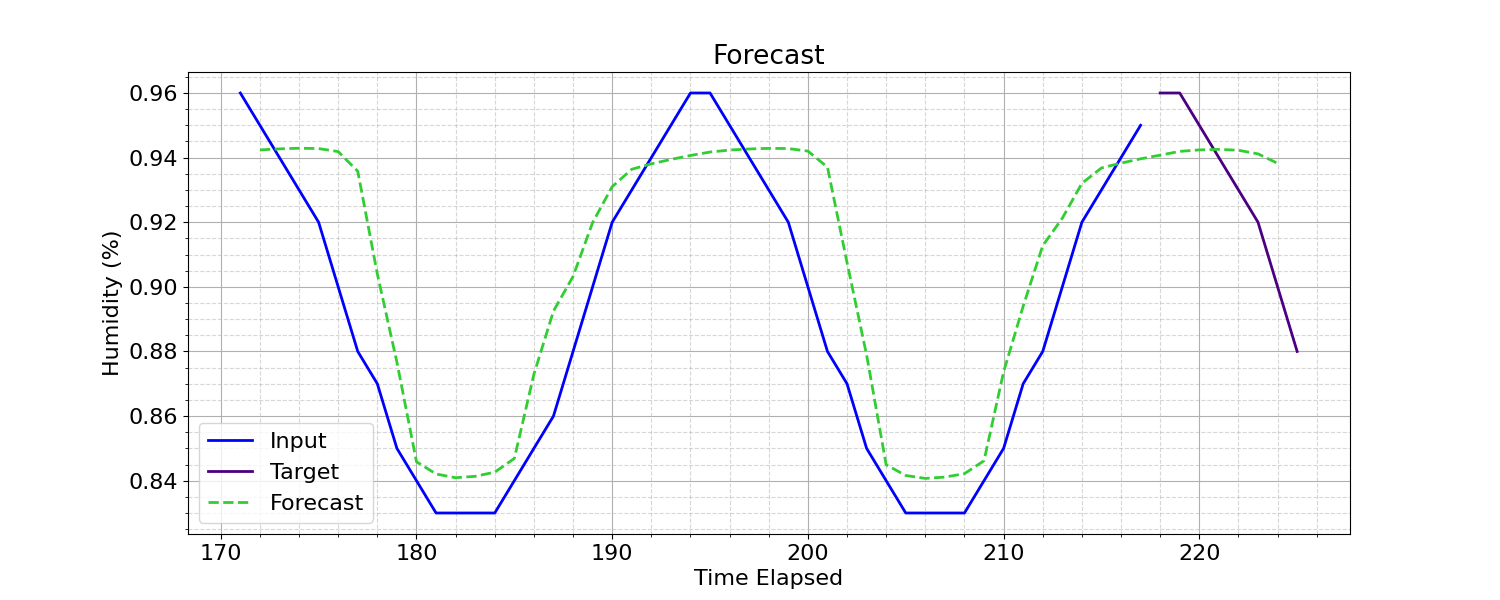 Forecast
Humidity (%)
0.96
0.94
0.92
0.90
0.88
0.86
0.84
Input
Target
Forecast
170 180 190 200 210 220
Time Elapsed